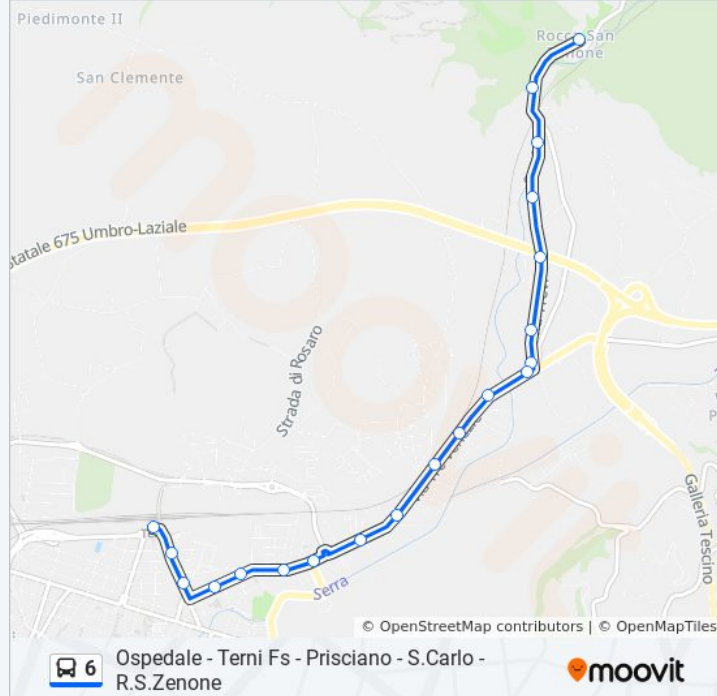 Piedimonte II
San Clemente
Rocca San
none
Statale 675 Umbro-Laziale
Strada di Rosaro
Serra
Galleria Tescino
© OpenStreetMap contributors | © OpenMapTiles
6
Ospedale - Terni Fs - Prisciano - S.Carlo -
R.S.Zenone
moovit